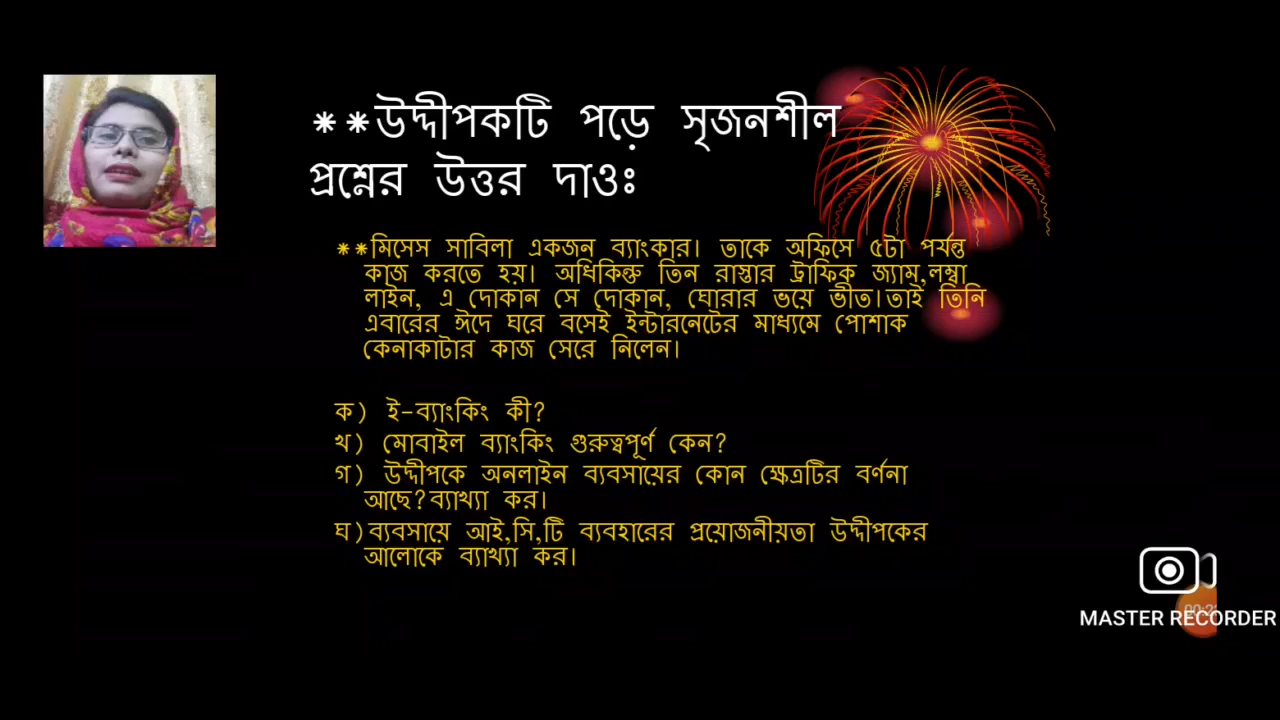 **উদ্দীপকটি পড়ে সৃজনশীল
প্রশ্নের উত্তর দাওঃ
**মিসেস সাবিলা একজন ব্যাংকার। তাকে অফিসে ৫টা পর্যন্ত
কাজ করতে হয়। অধিকিন্তু তিন রাস্তার ট্রাফিক জ্যাম,লম্বা
লাইন, এ দোকান সে দোকান, ঘোরার ভয়ে ভীত।তাই তিনি
এবারের ঈদে ঘরে বসেই ইন্টারনেটের মাধ্যমে পোশাক
কেনাকাটার কাজ সেরে নিলেন।
ক) ই-ব্যাংকিং কী?
খ) মোবাইল ব্যাংকিং গুরুত্বপূর্ণ কেন?
গ) উদ্দীপকে অনলাইন ব্যবসায়ের কোন ক্ষেত্রটির বর্ণনা
আছে?ব্যাখ্যা কর।
ঘ)ব্যবসায়ে আই,সি,টি ব্যবহারের প্রয়োজনীয়তা উদ্দীপকের
আলোকে ব্যাখ্যা কর।
MASTER RECORDER